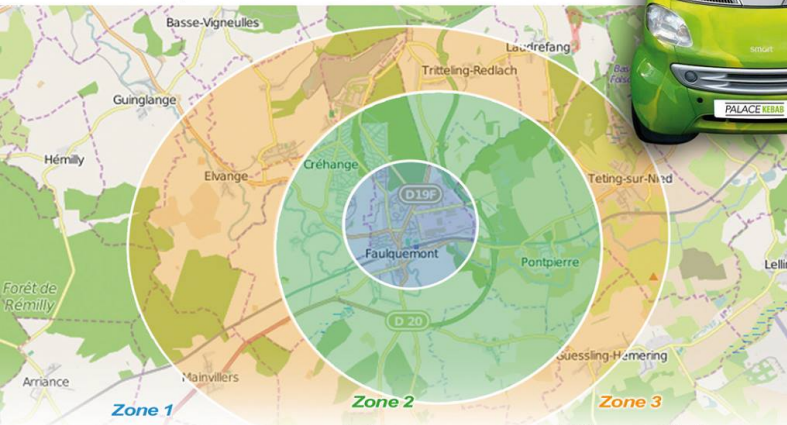 Basse-Vigneulles
Laudrefang
smart
Tritteling-Redlach
Guinglange
PALACE KEBAB
Hémilly
Créhange
Elvange
Teting-sur-Nied
D19F
Faulquemont
Pontpierre
Forêt de
Rémilly
D 20
Guessling-Hemering
Mainvillers
Arriance
Zone 1
Zone 2
Zone 3